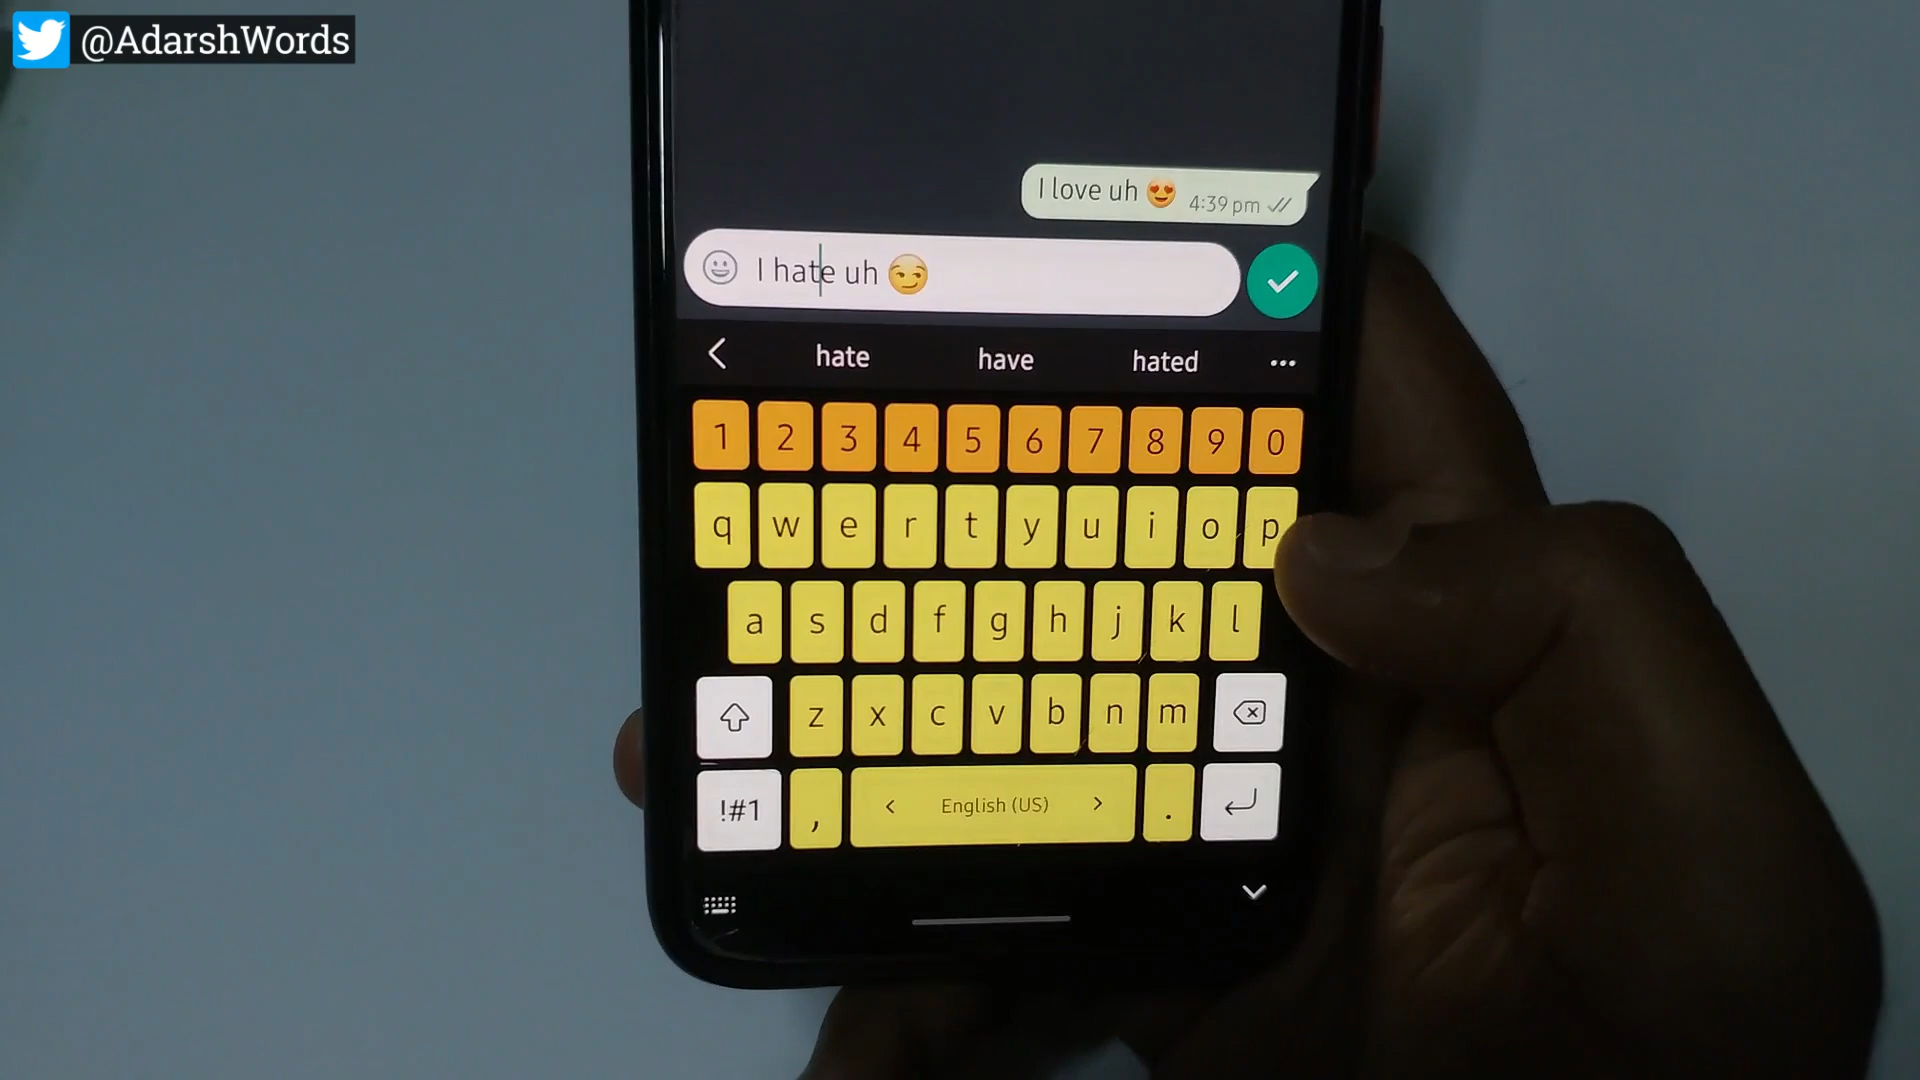 @AdarshWords
I love uh 😍 4:39 pm
I hate uh 😏
hate have hated
1 2 3 4 5 6 7 8 9 0
q w e r t y u i o p
a s d f g h j k l
z x c v b n m
!#1 , < English (US) > .